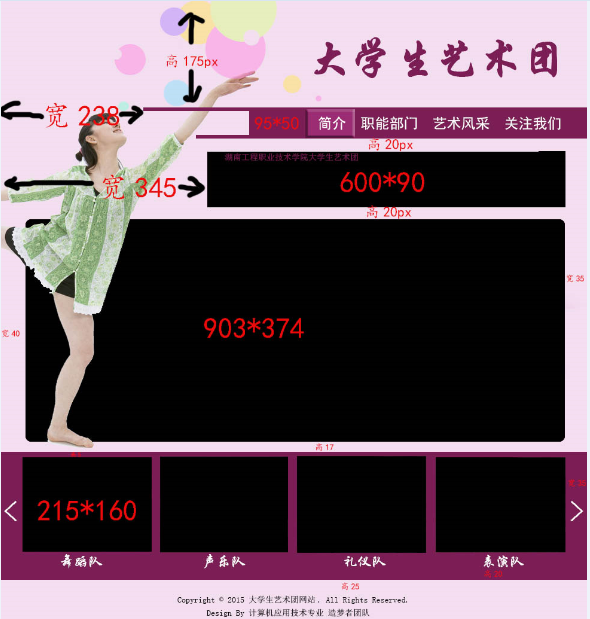 大学生艺术团
高 175px
宽 238
95*50 简介 职能部门 艺术风采 关注我们
高 20px
湖南工程职业技术学院大学生艺术团
宽 345
600*90
高 20px
宽 35
903*374
宽 40
高 17
215*160
舞蹈队 声乐队 礼仪队 表演队
高 25
Copyright © 2015 大学生艺术团网站. All Rights Reserved.
Design By 计算机应用技术专业 造梦者团队